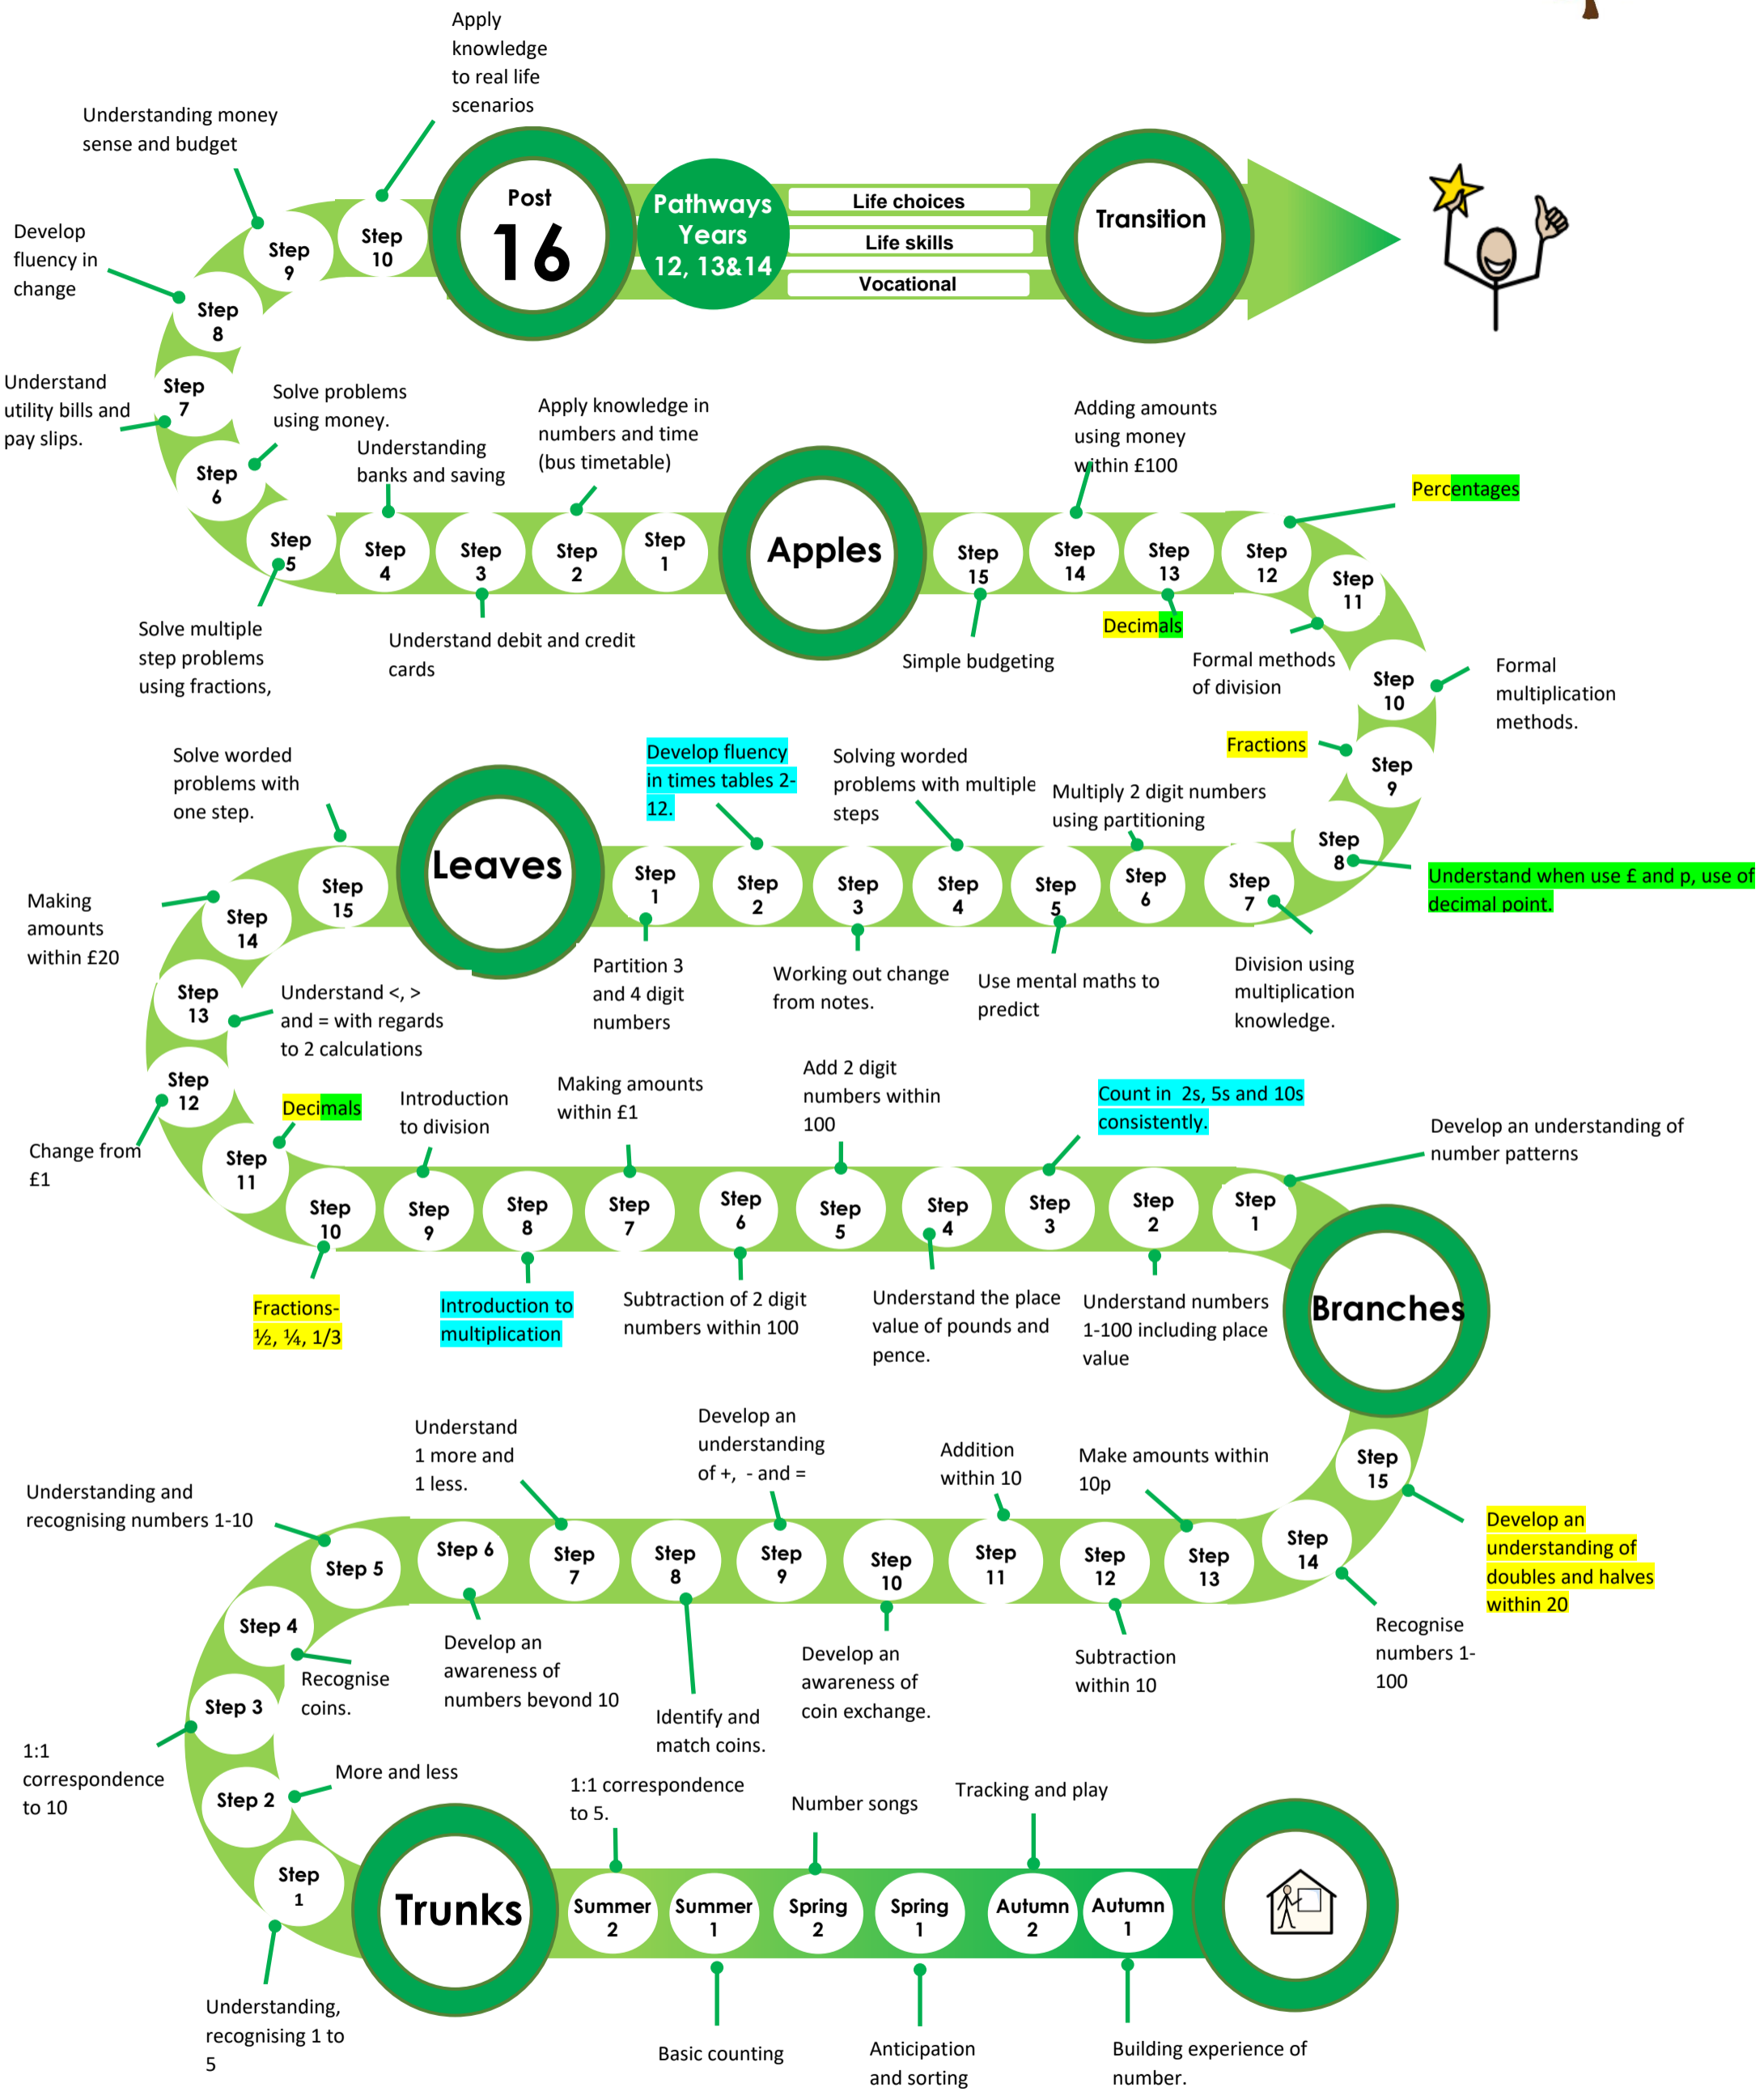 Apply
knowledge
to real life
scenarios
Understanding money
sense and budget
Develop
fluency in
change
Step
10
Step
9
Step
8
Post
16
Pathways
Years
12, 13&14
Life choices
Life skills
Vocational
Transition
Understand
utility bills and
pay slips.
Step
7
Solve problems
using money.
Step
6
Understanding
banks and saving
Apply knowledge in
numbers and time
(bus timetable)
Adding amounts
using money
within £100
Percentages
Step
5
Step
4
Step
3
Step
2
Step
1
Apples
Step
15
Step
14
Step
13
Step
12
Step
11
Solve multiple
step problems
using fractions,
Understand debit and credit
cards
Simple budgeting
Decimals
Formal methods
of division
Step
10
Formal
multiplication
methods.
Fractions
Step
9
Solve worded
problems with
one step.
Develop fluency
in times tables 2-
12.
Solving worded
problems with multiple
steps
Multiply 2 digit numbers
using partitioning
Step
8
Understand when use £ and p, use of
decimal point.
Step
15
Leaves
Step
1
Step
2
Step
3
Step
4
Step
5
Step
6
Step
7
Making
amounts
within £20
Step
14
Partition 3
and 4 digit
numbers
Working out change
from notes.
Use mental maths to
predict
Division using
multiplication
knowledge.
Step
13
Understand <, >
and = with regards
to 2 calculations
Step
12
Change from
£1
Decimals
Introduction
to division
Making amounts
within £1
Add 2 digit
numbers within
100
Count in  2s, 5s and 10s
consistently.
Develop an understanding of
number patterns
Step
11
Step
10
Step
9
Step
8
Step
7
Step
6
Step
5
Step
4
Step
3
Step
2
Step
1
Fractions-
½, ¼, 1/3
Introduction to
multiplication
Subtraction of 2 digit
numbers within 100
Understand the place
value of pounds and
pence.
Understand numbers
1-100 including place
value
Branches
Understand
1 more and
1 less.
Develop an
understanding
of +,  - and =
Addition
within 10
Make amounts within
10p
Step
15
Understanding and
recognising numbers 1-10
Step 5
Step 6
Step
7
Step
8
Step
9
Step
10
Step
11
Step
12
Step
13
Step
14
Develop an
understanding of
doubles and halves
within 20
Step 4
Recognise
coins.
Develop an
awareness of
numbers beyond 10
Identify and
match coins.
Develop an
awareness of
coin exchange.
Subtraction
within 10
Recognise
numbers 1-
100
Step 3
1:1
correspondence
to 10
Step 2
More and less
1:1 correspondence
to 5.
Number songs
Tracking and play
Step
1
Trunks
Summer
2
Summer
1
Spring
2
Spring
1
Autumn
2
Autumn
1
Understanding,
recognising 1 to
5
Basic counting
Anticipation
and sorting
Building experience of
number.